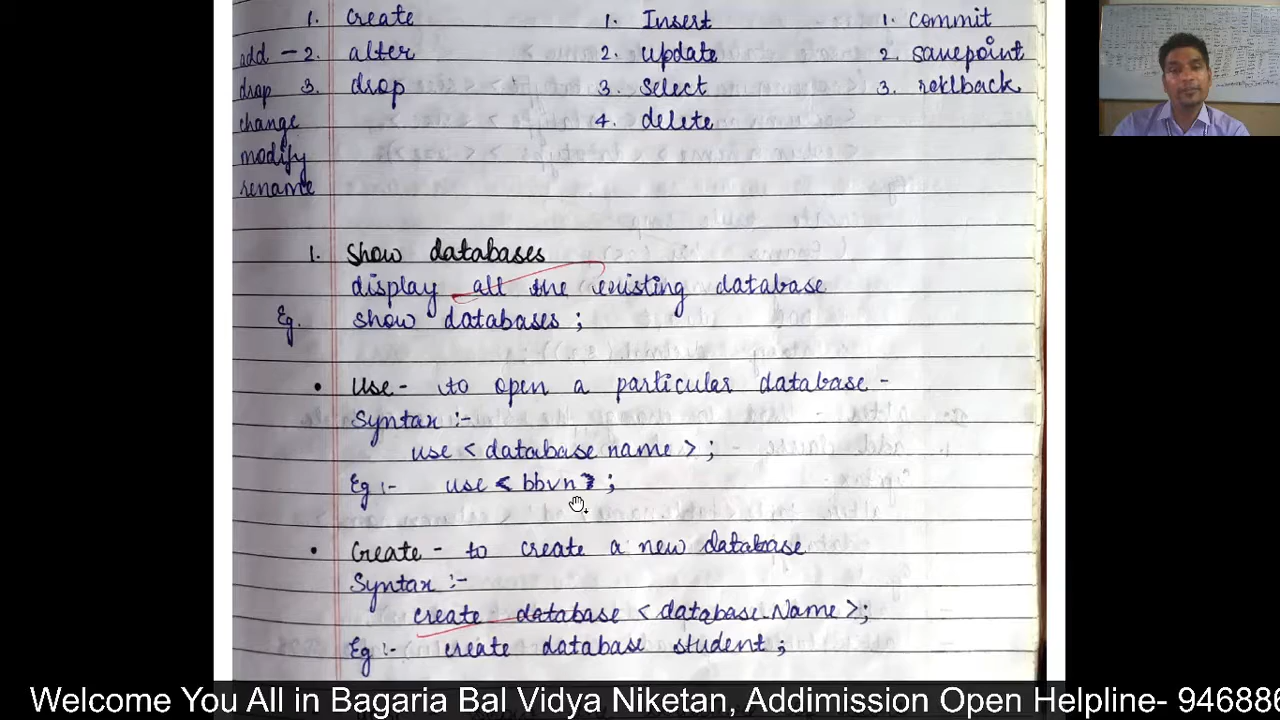 1. create 1. Insert 1. commit
add - 2. alter 2. update 2. savepoint
drop 3. drop 3. select 3. rollback
change 4. delete
modify
rename
1. Show databases
display all the existing database
Eg. show databases ;
• Use - to open a particular database -
Syntax :-
use < database name > ;
Eg :- use < bbvn > ;
• Create - to create a new database
Syntax :-
create database < database Name > ;
Eg :- create database student ;
Welcome You All in Bagaria Bal Vidya Niketan, Addimission Open Helpline- 946886